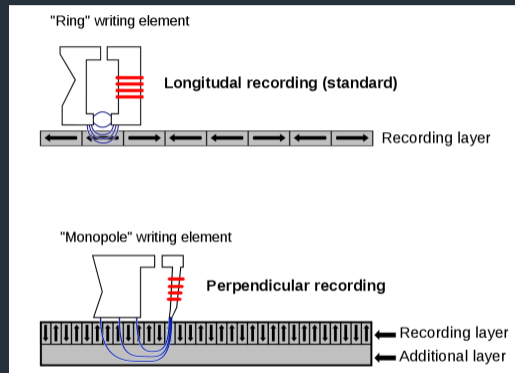 "Ring" writing element
Longitudal recording (standard)
Recording layer
"Monopole" writing element
Perpendicular recording
Recording layer
Additional layer